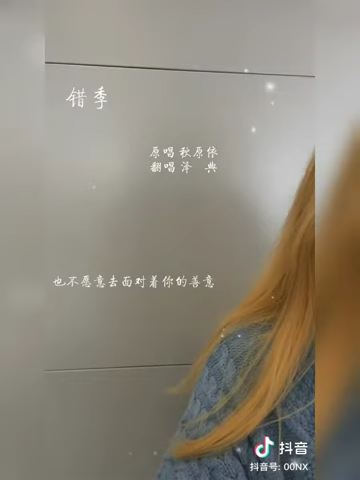 错季
原唱 秋原依
翻唱 泽 典
也不愿意去面对着你的善意
抖音
抖音号: 00NX